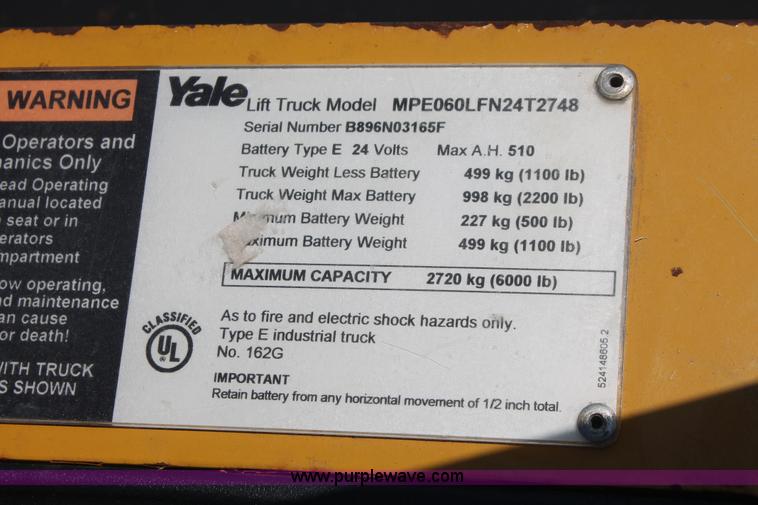 WARNING
Operators and
anics Only
ead Operating
anual located
seat or in
erators
mpartment
ow operating,
nd maintenance
an cause
or death!
WITH TRUCK
S SHOWN
Yale Lift Truck Model MPE060LFN24T2748
Serial Number B896N03165F
Battery Type E 24 Volts Max A.H. 510
Truck Weight Less Battery 499 kg (1100 lb)
Truck Weight Max Battery 998 kg (2200 lb)
Minimum Battery Weight 227 kg (500 lb)
aximum Battery Weight 499 kg (1100 lb)
MAXIMUM CAPACITY 2720 kg (6000 lb)
CLASSIFIED
UL
As to fire and electric shock hazards only.
Type E industrial truck
No. 162G
IMPORTANT
Retain battery from any horizontal movement of 1/2 inch total.
524148605.2
www.purplewave.com